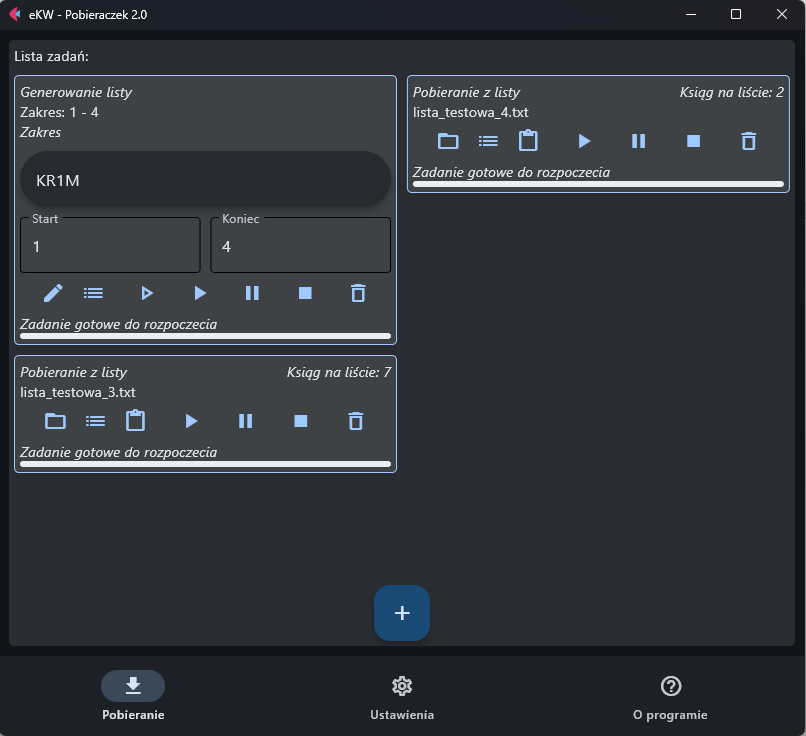 eKW - Pobieraczek 2.0
Lista zadań:
Generowanie listy
Zakres: 1 - 4
Zakres
KR1M
Start
Koniec
1
4
Zadanie gotowe do rozpoczecia
Pobieranie z listy
Ksiąg na liście: 2
lista_testowa_4.txt
Zadanie gotowe do rozpoczecia
Pobieranie z listy
Ksiąg na liście: 7
lista_testowa_3.txt
Zadanie gotowe do rozpoczecia
Pobieranie
Ustawienia
O programie